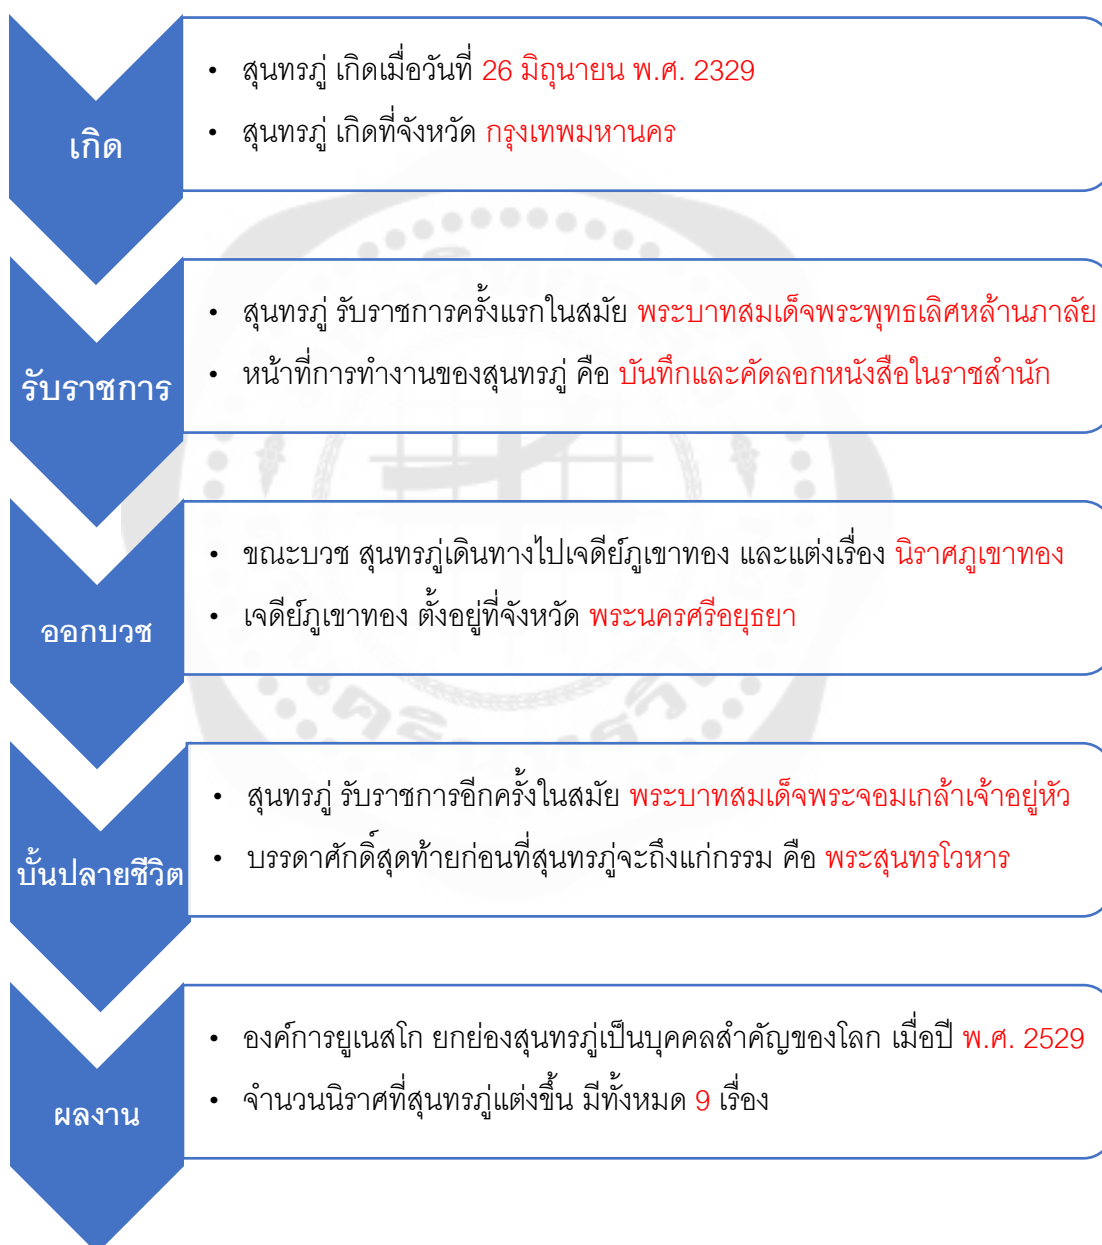 เกิด
• สุนทรภู่ เกิดเมื่อวันที่ 26 มิถุนายน พ.ศ. 2329
• สุนทรภู่ เกิดที่จังหวัด กรุงเทพมหานคร
รับราชการ
• สุนทรภู่ รับราชการครั้งแรกในสมัย พระบาทสมเด็จพระพุทธเลิศหล้านภาลัย
• หน้าที่การทำงานของสุนทรภู่ คือ บันทึกและคัดลอกหนังสือในราชสำนัก
ออกบวช
• ขณะบวช สุนทรภู่เดินทางไปเจดีย์ภูเขาทอง และแต่งเรื่อง นิราศภูเขาทอง
• เจดีย์ภูเขาทอง ตั้งอยู่ที่จังหวัด พระนครศรีอยุธยา
บั้นปลายชีวิต
• สุนทรภู่ รับราชการอีกครั้งในสมัย พระบาทสมเด็จพระจอมเกล้าเจ้าอยู่หัว
• บรรดาศักดิ์สุดท้ายก่อนที่สุนทรภู่จะถึงแก่กรรม คือ พระสุนทรโวหาร
ผลงาน
• องค์การยูเนสโก ยกย่องสุนทรภู่เป็นบุคคลสำคัญของโลก เมื่อปี พ.ศ. 2529
• จำนวนนิราศที่สุนทรภู่แต่งขึ้น มีทั้งหมด 9 เรื่อง